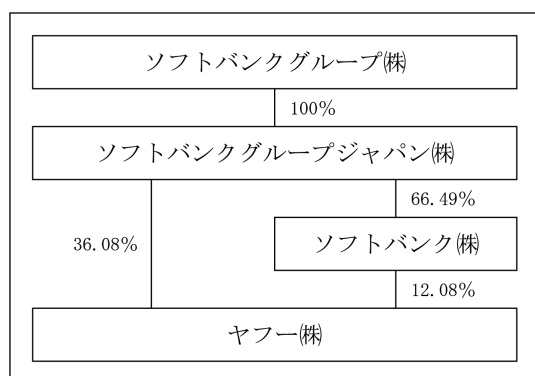 ソフトバンクグループ㈱
100%
ソフトバンクグループジャパン㈱
66.49%
36.08%
ソフトバンク㈱
12.08%
ヤフー㈱